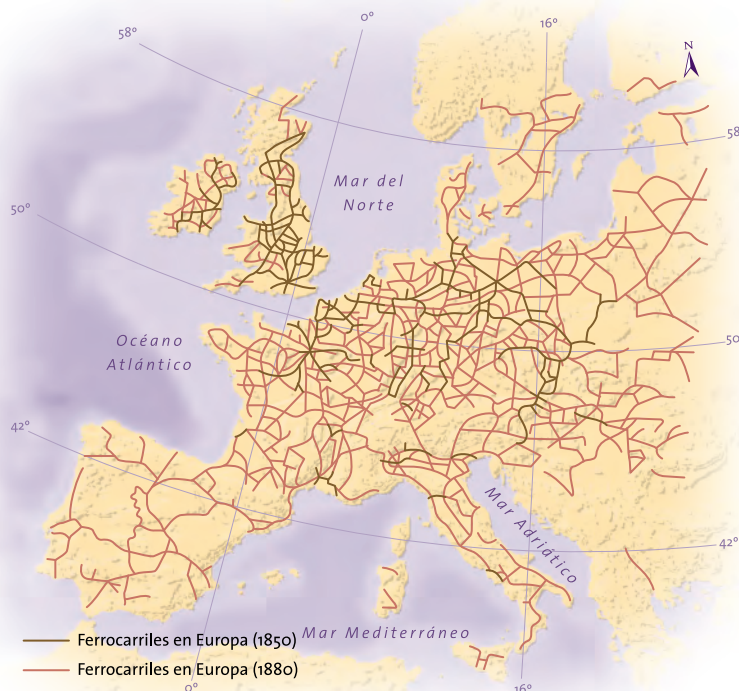 0°
16°
58°
N
58
Mar del
Norte
50°
Océano
Atlántico
50
42°
Mar Adriático
42°
Mar Mediterráneo
Ferrocarriles en Europa (1850)
Ferrocarriles en Europa (1880)
0°
16°